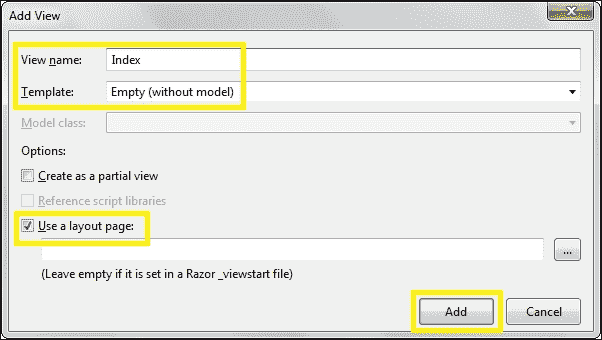 Add View
View name: Index
Template: Empty (without model)
Model class:
Options:
Create as a partial view
Reference script libraries
Use a layout page:
...
(Leave empty if it is set in a Razor _viewstart file)
Add Cancel